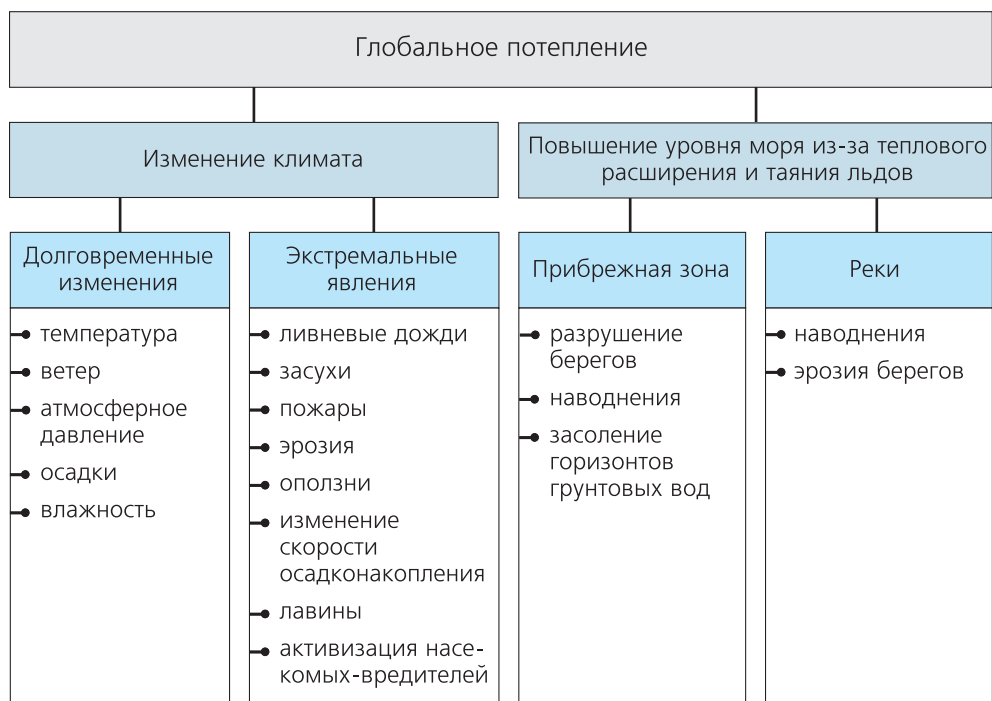 Глобальное потепление
Изменение климата
Повышение уровня моря из-за теплового
расширения и таяния льдов
Долговременные
изменения
температура
ветер
атмосферное
давление
осадки
влажность
Экстремальные
явления
ливневые дожди
засухи
пожары
эрозия
оползни
изменение
скорости
осадконакопления
лавины
активизация насе-
комых-вредителей
Прибрежная зона
разрушение
берегов
наводнения
засоление
горизонтов
грунтовых вод
Реки
наводнения
эрозия берегов